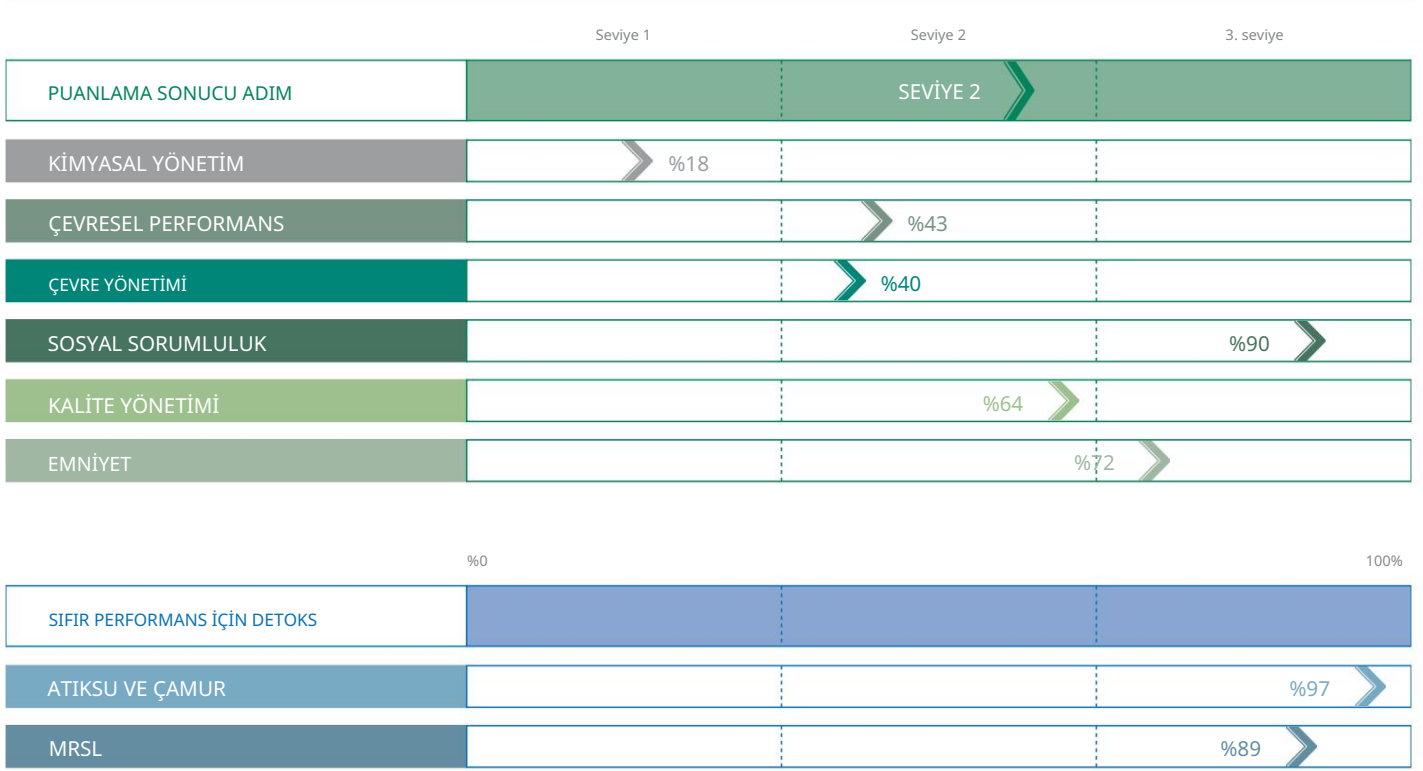 Seviye 1 Seviye 2 3. seviye
PUANLAMA SONUCU ADIM SEVİYE 2
KİMYASAL YÖNETİM %18
ÇEVRESEL PERFORMANS %43
ÇEVRE YÖNETİMİ %40
SOSYAL SORUMLULUK %90
KALİTE YÖNETİMİ %64
EMNİYET %72
%0 100%
SIFIR PERFORMANS İÇİN DETOKS
ATIKSU VE ÇAMUR %97
MRSL %89